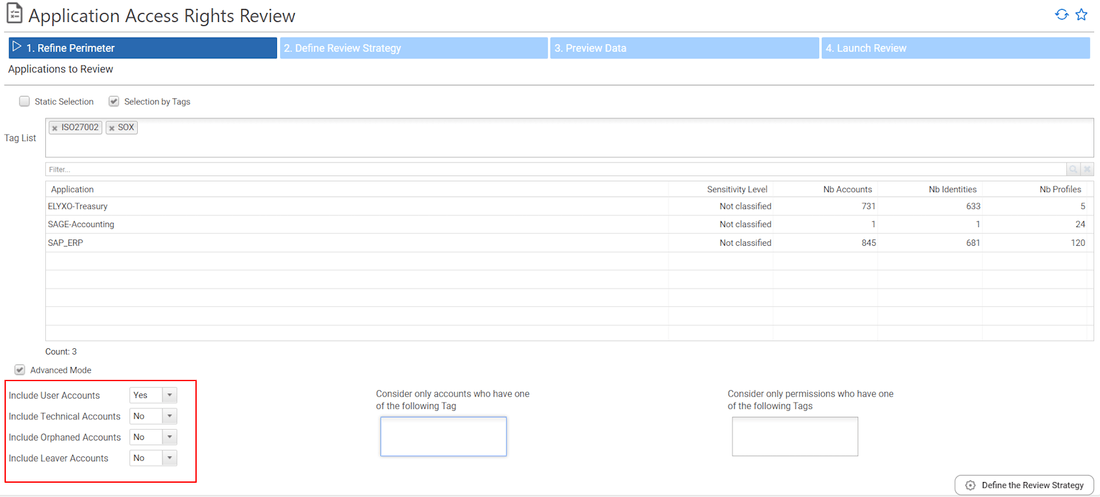 Application Access Rights Review
1. Refine Perimeter 2. Define Review Strategy 3. Preview Data 4. Launch Review
Applications to Review
Static Selection Selection by Tags
Tag List ISO27002 SOX
Filter...
Application Sensitivity Level Nb Accounts Nb Identities Nb Profiles
ELYXO-Treasury Not classified 731 633 5
SAGE-Accounting Not classified 1 1 24
SAP_ERP Not classified 845 681 120
Count: 3
Advanced Mode
Include User Accounts Yes
Include Technical Accounts No
Include Orphaned Accounts No
Include Leaver Accounts No
Consider only accounts who have one
of the following Tag
Consider only permissions who have one
of the following Tags
Define the Review Strategy